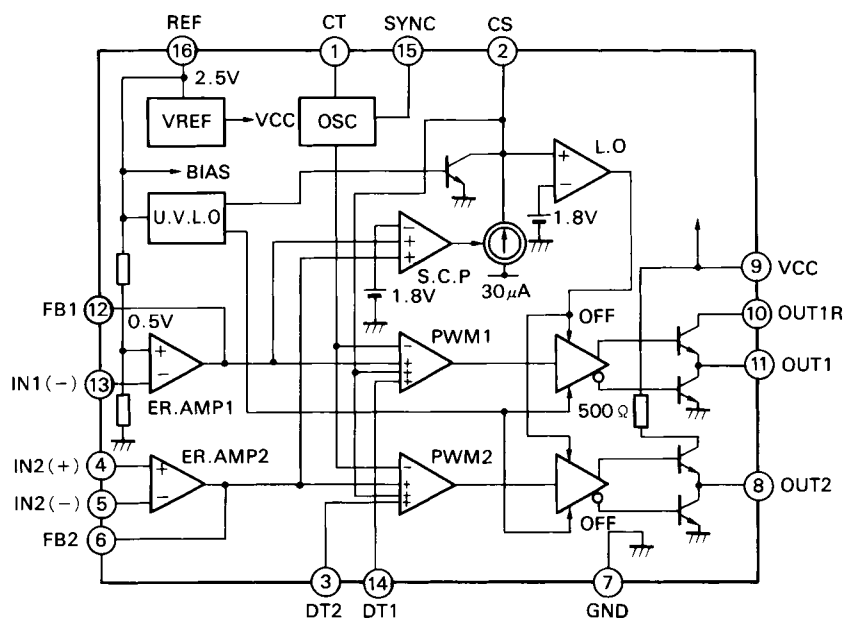 REF CT SYNC CS
16 1 15 2
2.5V
VREF VCC OSC
L.O
BIAS
+
−
U.V.L.O
1.8V
−
+
+
S.C.P
30µA
1.8V
9 VCC
FB1 12
10 OUT1R
0.5V
OFF
PWM1
+
−
−
+
+
+
11 OUT1
IN1(−) 13
ER.AMP1
500Ω
IN2(+) 4
ER.AMP2
PWM2
+
−
−
+
+
+
8 OUT2
IN2(−) 5
OFF
FB2 6
3 14 7
DT2 DT1 GND